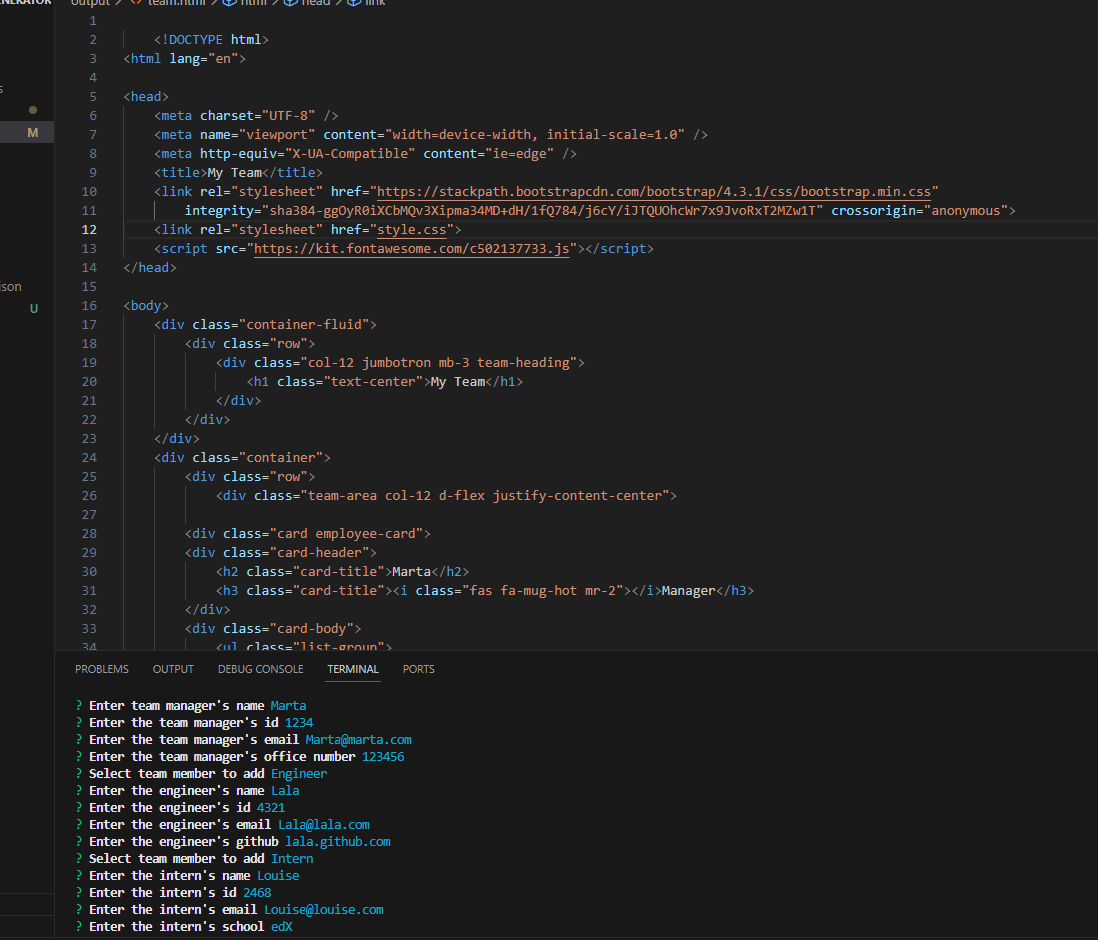 ENERATOR
output > <> team.html > html > head > link
1
2 <!DOCTYPE html>
3 <html lang="en">
4
5 <head>
6 <meta charset="UTF-8" />
7 <meta name="viewport" content="width=device-width, initial-scale=1.0" />
8 <meta http-equiv="X-UA-Compatible" content="ie=edge" />
9 <title>My Team</title>
10 <link rel="stylesheet" href="https://stackpath.bootstrapcdn.com/bootstrap/4.3.1/css/bootstrap.min.css"
11 integrity="sha384-ggOyR0iXCbMQv3Xipma34MD+dH/1fQ784/j6cY/iJTQUOhcWr7x9JvoRxT2MZw1T" crossorigin="anonymous">
12 <link rel="stylesheet" href="style.css">
13 <script src="https://kit.fontawesome.com/c502137733.js"></script>
14 </head>
15
16 <body>
17 <div class="container-fluid">
18 <div class="row">
19 <div class="col-12 jumbotron mb-3 team-heading">
20 <h1 class="text-center">My Team</h1>
21 </div>
22 </div>
23 </div>
24 <div class="container">
25 <div class="row">
26 <div class="team-area col-12 d-flex justify-content-center">
27
28 <div class="card employee-card">
29 <div class="card-header">
30 <h2 class="card-title">Marta</h2>
31 <h3 class="card-title"><i class="fas fa-mug-hot mr-2"></i>Manager</h3>
32 </div>
33 <div class="card-body">
34 <ul class="list-group">
s
M
json
U
PROBLEMS OUTPUT DEBUG CONSOLE TERMINAL PORTS
? Enter team manager's name Marta
? Enter the team manager's id 1234
? Enter the team manager's email Marta@marta.com
? Enter the team manager's office number 123456
? Select team member to add Engineer
? Enter the engineer's name Lala
? Enter the engineer's id 4321
? Enter the engineer's email Lala@lala.com
? Enter the engineer's github lala.github.com
? Select team member to add Intern
? Enter the intern's name Louise
? Enter the intern's id 2468
? Enter the intern's email Louise@louise.com
? Enter the intern's school edX